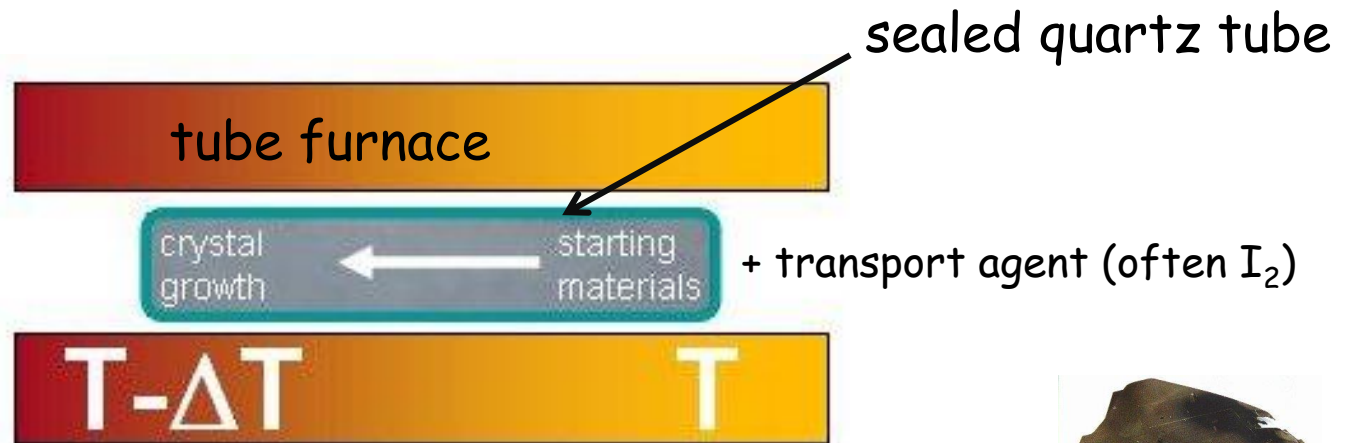 sealed quartz tube
tube furnace
crystal
growth
starting
materials
+ transport agent (often I₂)
T-ΔT
T